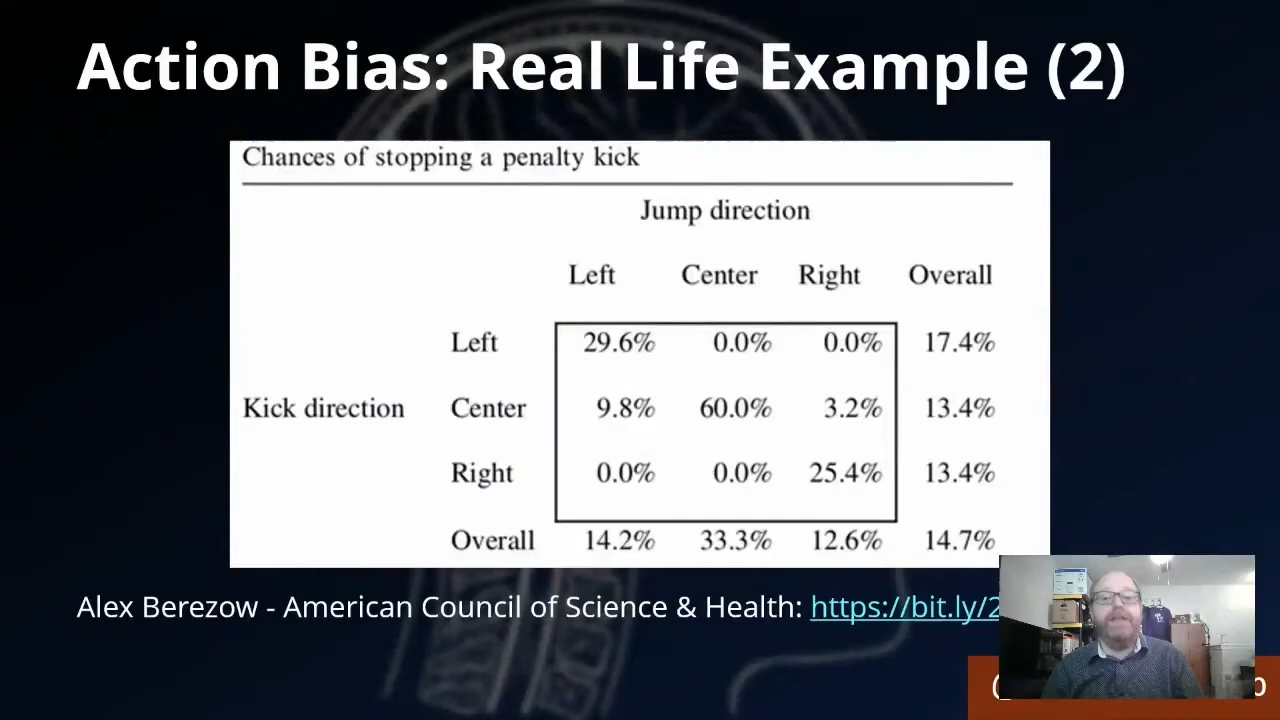 Action Bias: Real Life Example (2)
Chances of stopping a penalty kick
Jump direction
Left Center Right Overall
Left 29.6% 0.0% 0.0% 17.4%
Kick direction Center 9.8% 60.0% 3.2% 13.4%
Right 0.0% 0.0% 25.4% 13.4%
Overall 14.2% 33.3% 12.6% 14.7%
Alex Berezow - American Council of Science & Health: https://bit.ly/2